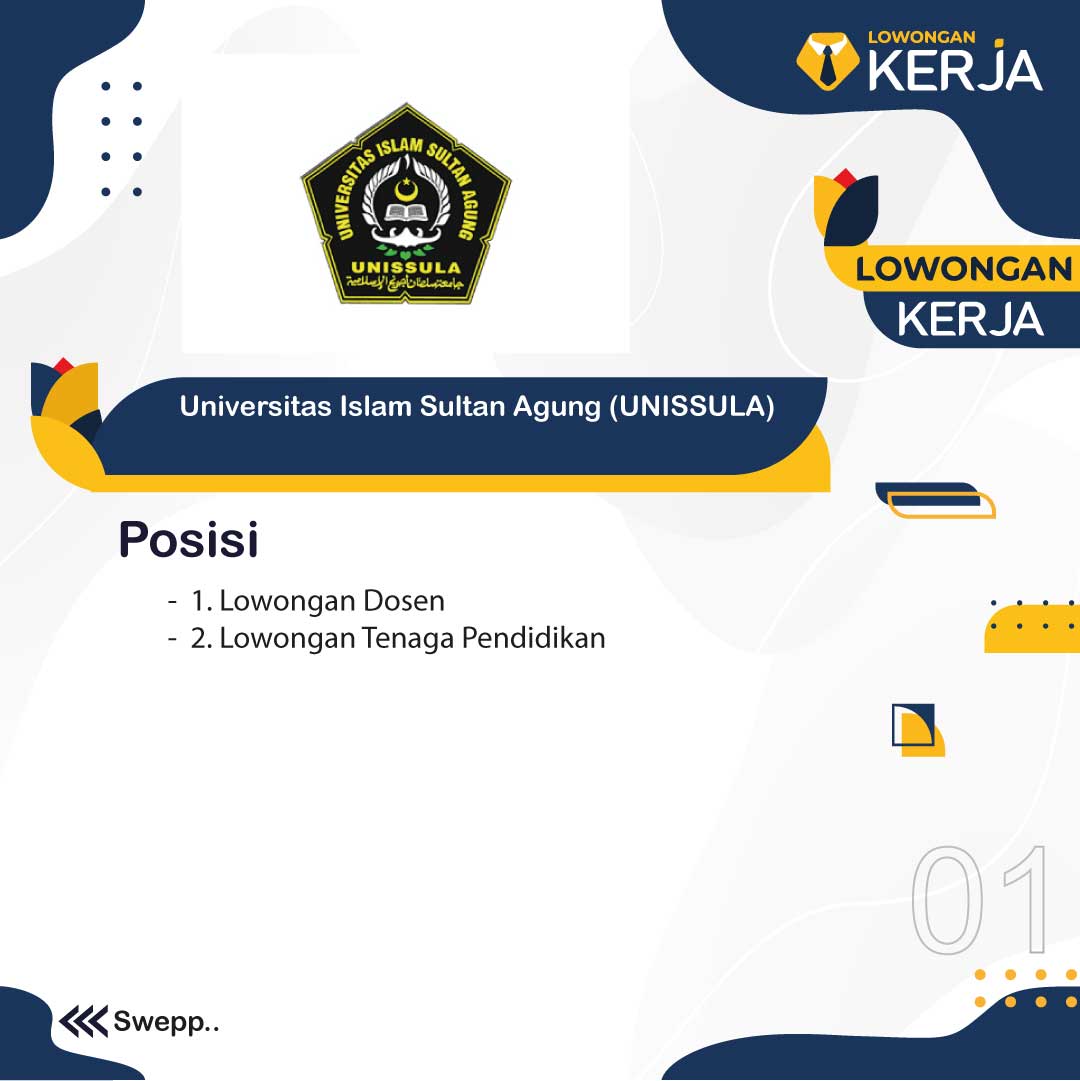 LOWONGAN
KERJA
UNIVERSITAS ISLAM SULTAN AGUNG
UNISSULA
LOWONGAN
KERJA
Universitas Islam Sultan Agung (UNISSULA)
Posisi
- 1. Lowongan Dosen
- 2. Lowongan Tenaga Pendidikan
01
Swepp..